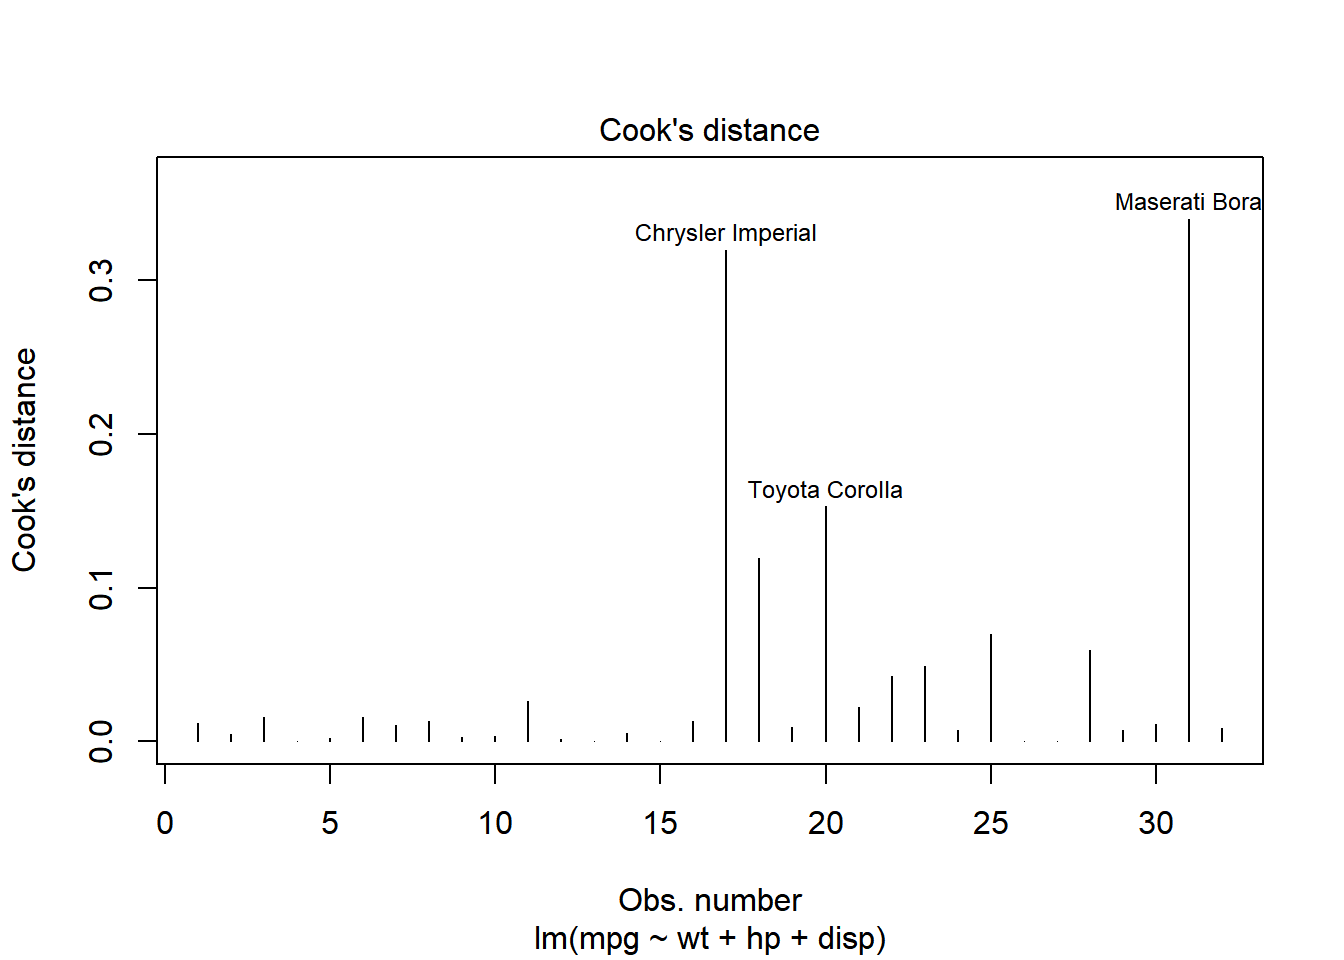 Cook's distance
Maserati Bora
Chrysler Imperial
0.3
Cook's distance
0.2
Toyota Corolla
0.1
0.0
0 5 10 15 20 25 30
Obs. number
lm(mpg ~ wt + hp + disp)